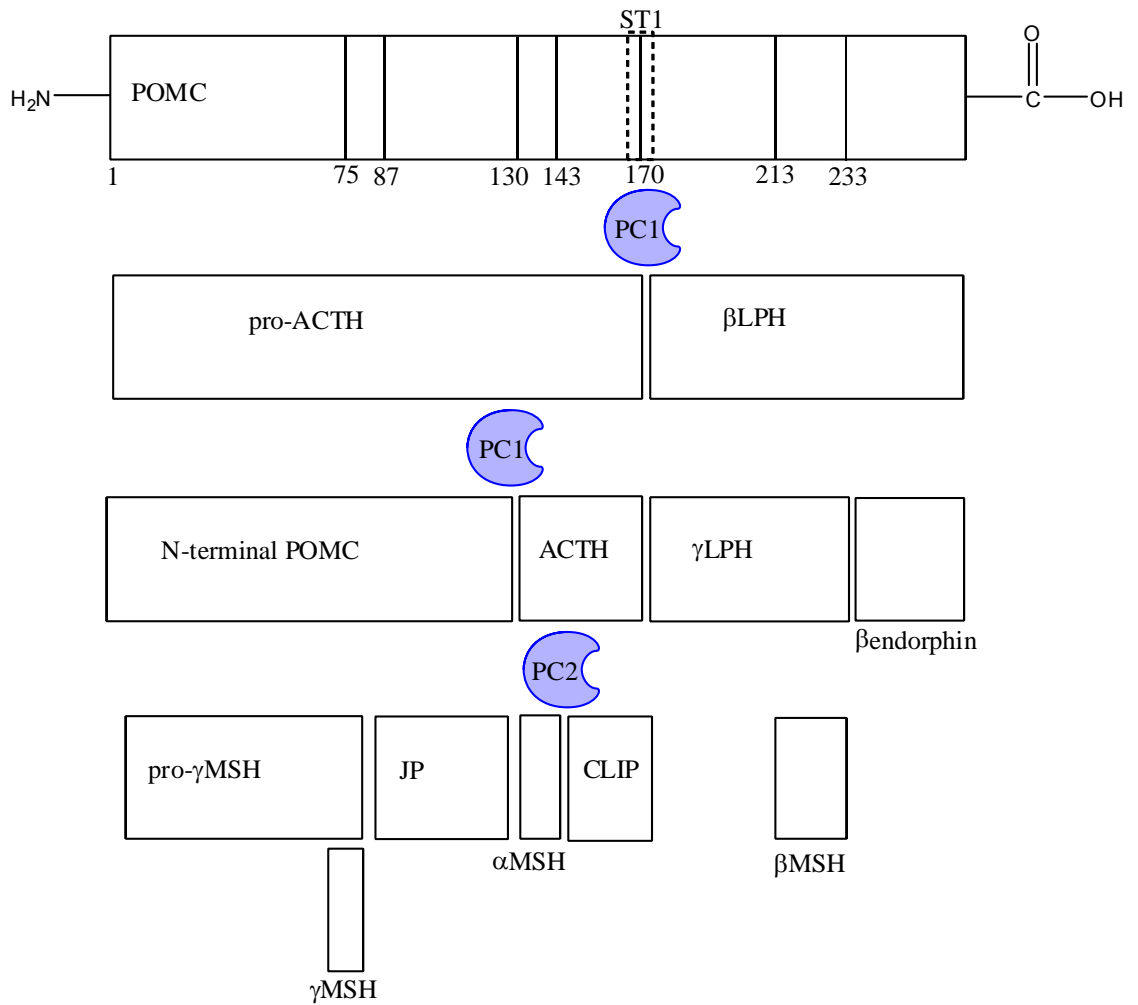 ST1
H₂N
POMC
O
C
OH
1
75
87
130
143
170
213
233
PC1
pro-ACTH
βLPH
PC1
N-terminal POMC
ACTH
γLPH
βendorphin
PC2
pro-γMSH
JP
CLIP
αMSH
βMSH
γMSH